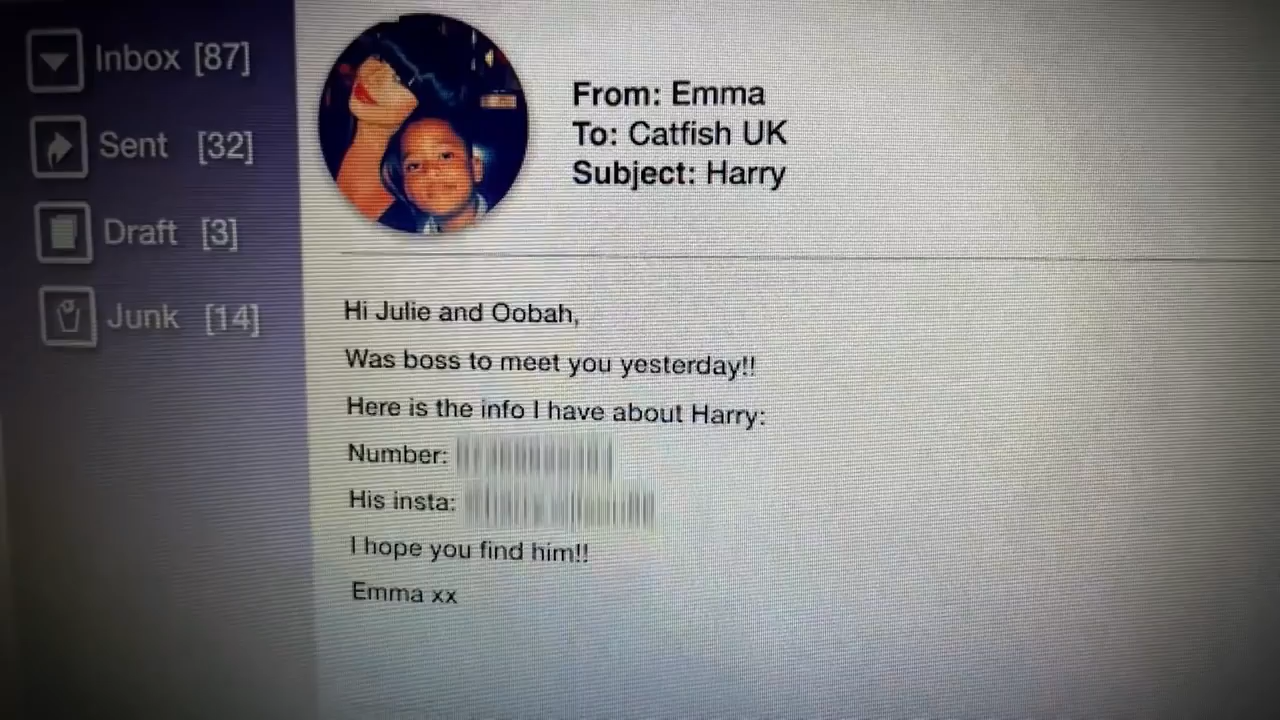 Inbox [87]
Sent [32]
Draft [3]
Junk [14]
From: Emma
To: Catfish UK
Subject: Harry
Hi Julie and Oobah,
Was boss to meet you yesterday!!
Here is the info I have about Harry:
Number:
His insta:
I hope you find him!!
Emma xx